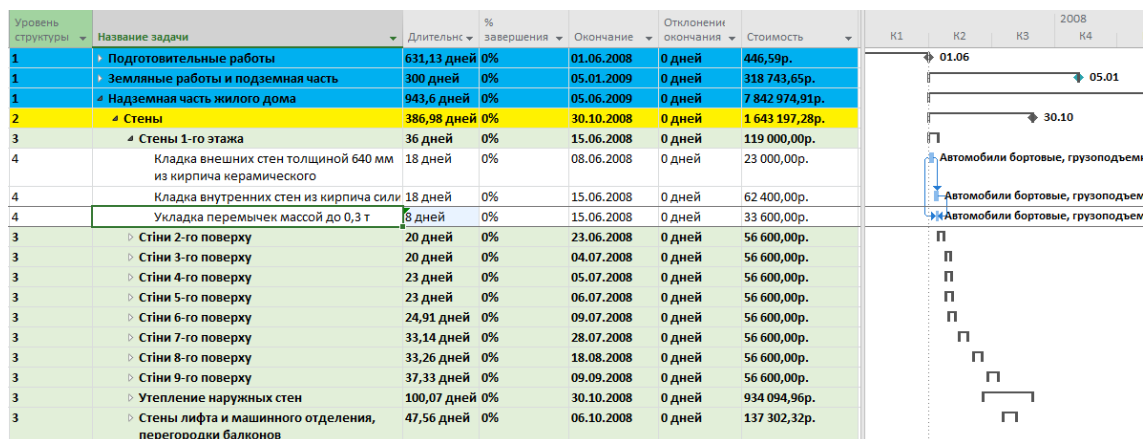 Уровень структуры Название задачи Длительнс % завершения Окончание Отклонение окончания Стоимость
2008
К1 К2 К3 К4
1 Подготовительные работы 631,13 дней 0% 01.06.2008 0 дней 446,59р. 01.06
1 Земляные работы и подземная часть 300 дней 0% 05.01.2009 0 дней 318 743,65р. 05.01
1 Надземная часть жилого дома 943,6 дней 0% 05.06.2009 0 дней 7 842 974,91р.
2 Стены 386,98 дней 0% 30.10.2008 0 дней 1 643 197,28р. 30.10
3 Стены 1-го этажа 36 дней 0% 15.06.2008 0 дней 119 000,00р.
4 Кладка внешних стен толщиной 640 мм 18 дней 0% 08.06.2008 0 дней 23 000,00р. Автомобили бортовые, грузоподъемн
из кирпича керамического
4 Кладка внутренних стен из кирпича сили 18 дней 0% 15.06.2008 0 дней 62 400,00р. Автомобили бортовые, грузоподъем
4 Укладка перемычек массой до 0,3 т 8 дней 0% 15.06.2008 0 дней 33 600,00р. Автомобили бортовые, грузоподъем
3 Стіни 2-го поверху 20 дней 0% 23.06.2008 0 дней 56 600,00р.
3 Стіни 3-го поверху 20 дней 0% 04.07.2008 0 дней 56 600,00р.
3 Стіни 4-го поверху 23 дней 0% 05.07.2008 0 дней 56 600,00р.
3 Стіни 5-го поверху 23 дней 0% 06.07.2008 0 дней 56 600,00р.
3 Стіни 6-го поверху 24,91 дней 0% 09.07.2008 0 дней 56 600,00р.
3 Стіни 7-го поверху 33,14 дней 0% 28.07.2008 0 дней 56 600,00р.
3 Стіни 8-го поверху 33,26 дней 0% 18.08.2008 0 дней 56 600,00р.
3 Стіни 9-го поверху 37,33 дней 0% 09.09.2008 0 дней 56 600,00р.
3 Утепление наружных стен 100,07 дней 0% 30.10.2008 0 дней 934 094,96р.
3 Стены лифта и машинного отделения, 47,56 дней 0% 06.10.2008 0 дней 137 302,32р.
перегородки балконов